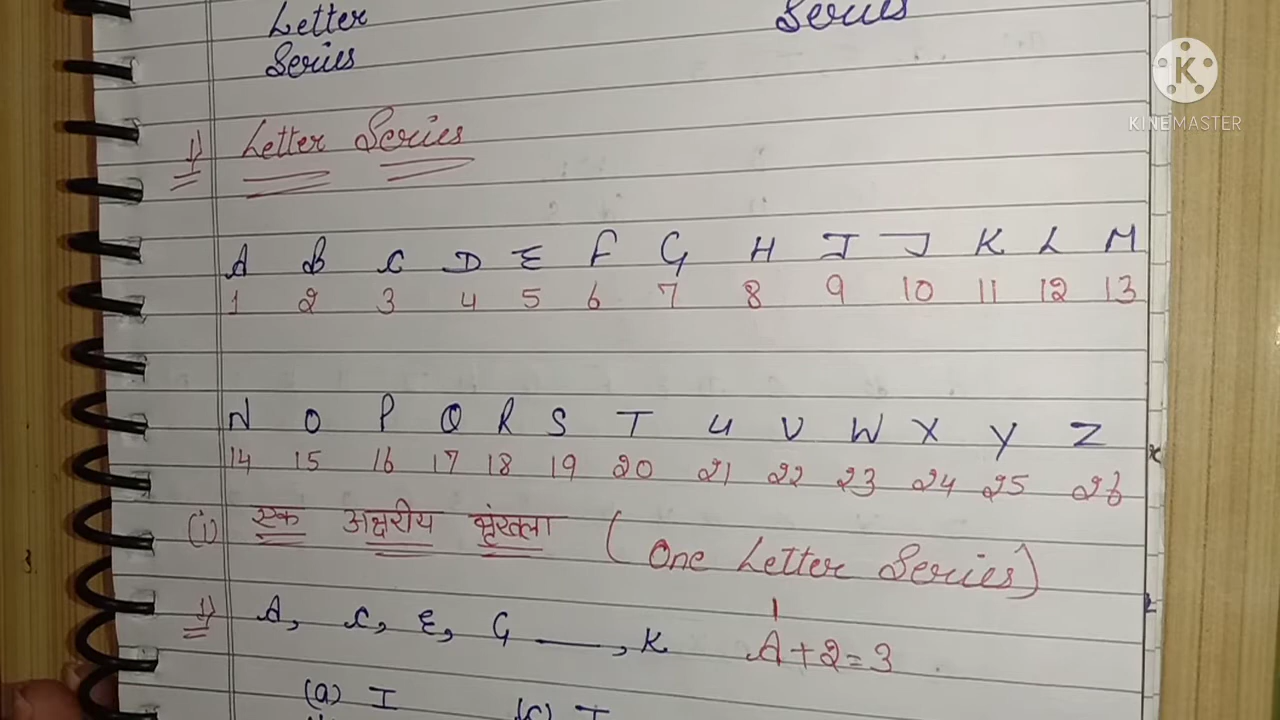 Letter Series
Series
K
KINEMASTER
1) Letter Series
A B C D E F G H I J K L M
1 2 3 4 5 6 7 8 9 10 11 12 13
N O P Q R S T U V W X Y Z
14 15 16 17 18 19 20 21 22 23 24 25 26
(i) एक अक्षरीय श्रृंखला (One Letter Series)
1
1) A, C, E, G ___, K A+2=3
(a) I (c)